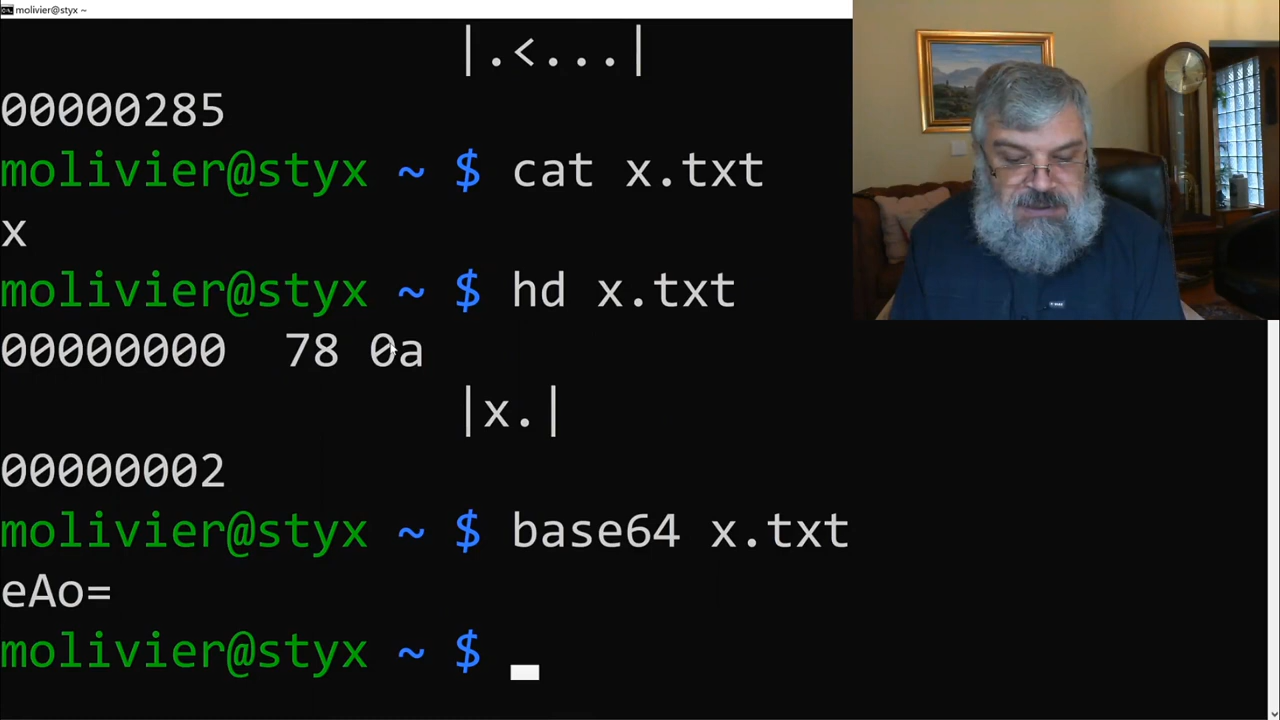 molivier@styx ~
|.<...|
00000285
molivier@styx ~ $ cat x.txt
x
molivier@styx ~ $ hd x.txt
00000000  78 0a
|x.|
00000002
molivier@styx ~ $ base64 x.txt
eAo=
molivier@styx ~ $